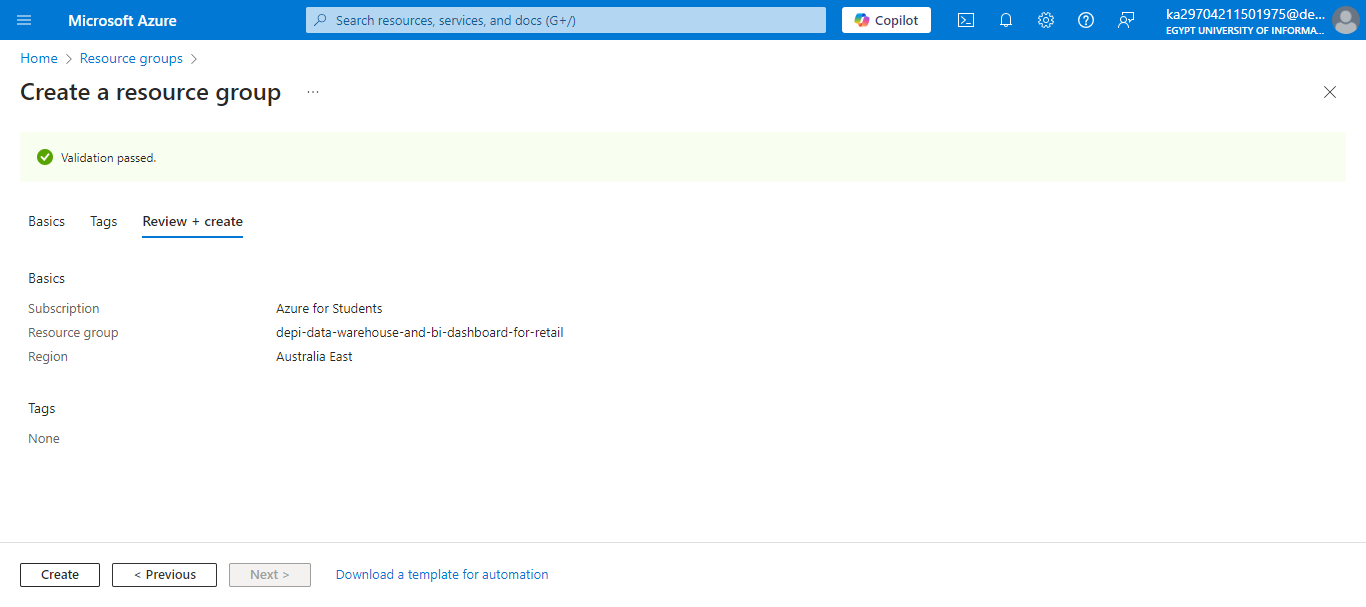 Microsoft Azure
Search resources, services, and docs (G+/)
Copilot
ka29704211501975@de...
EGYPT UNIVERSITY OF INFORMA...
Home > Resource groups >
Create a resource group ...
Validation passed.
Basics Tags Review + create
Basics
Subscription Azure for Students
Resource group depi-data-warehouse-and-bi-dashboard-for-retail
Region Australia East
Tags
None
Create < Previous Next > Download a template for automation